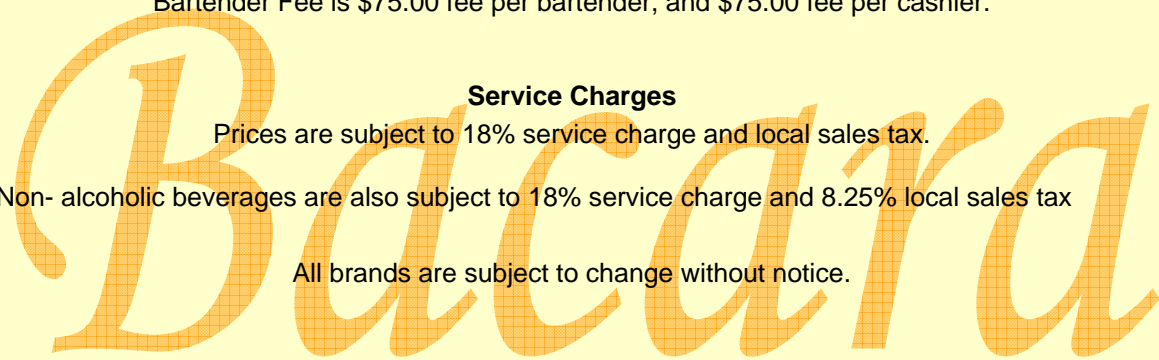 Bartender Fee is $75.00 fee per bartender, and $75.00 fee per cashier.
Service Charges
Prices are subject to 18% service charge and local sales tax.
Non- alcoholic beverages are also subject to 18% service charge and 8.25% local sales tax
All brands are subject to change without notice.
Bacara